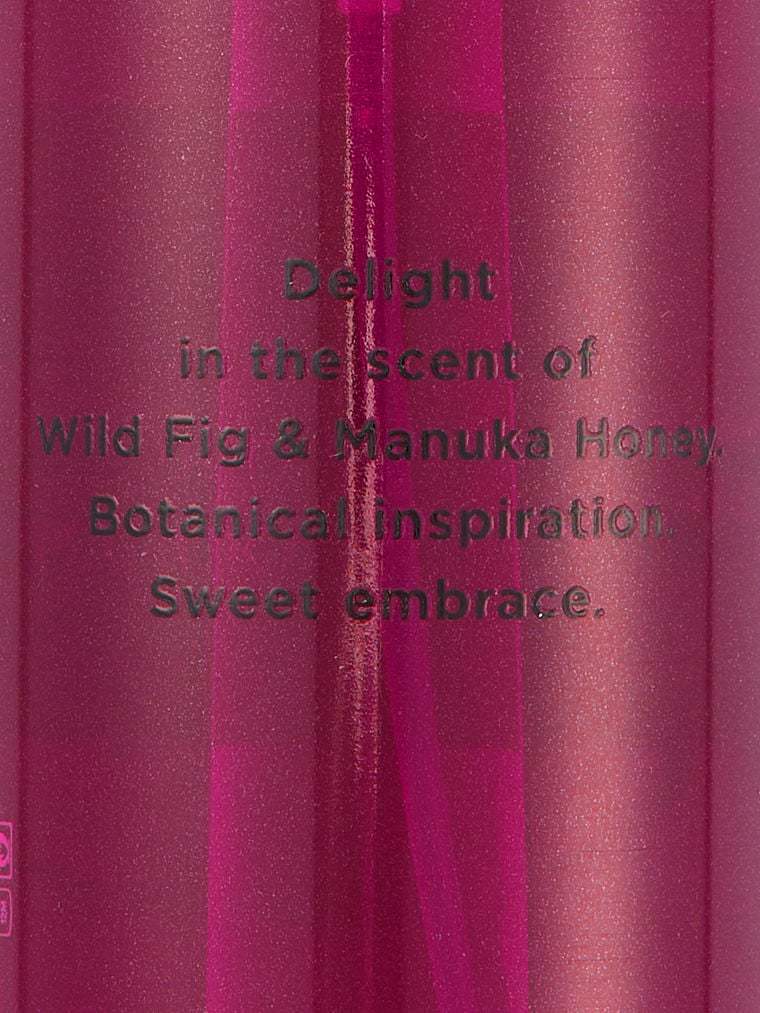 Delight
in the scent of
Wild Fig & Manuka Honey.
Botanical inspiration.
Sweet embrace.